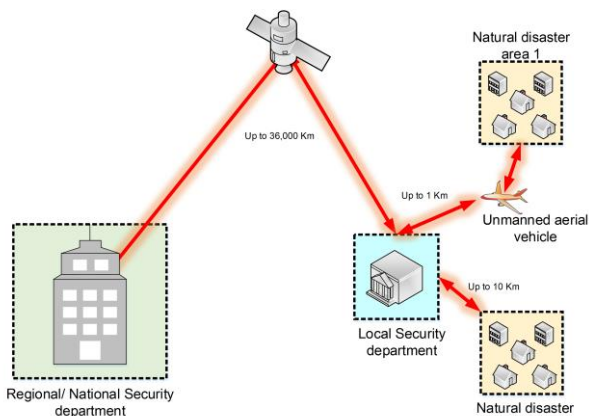 Natural disaster
area 1
Up to 36,000 Km
Up to 1 Km
Unmanned aerial
vehicle
Up to 10 Km
Local Security
department
Regional/ National Security
department
Natural disaster